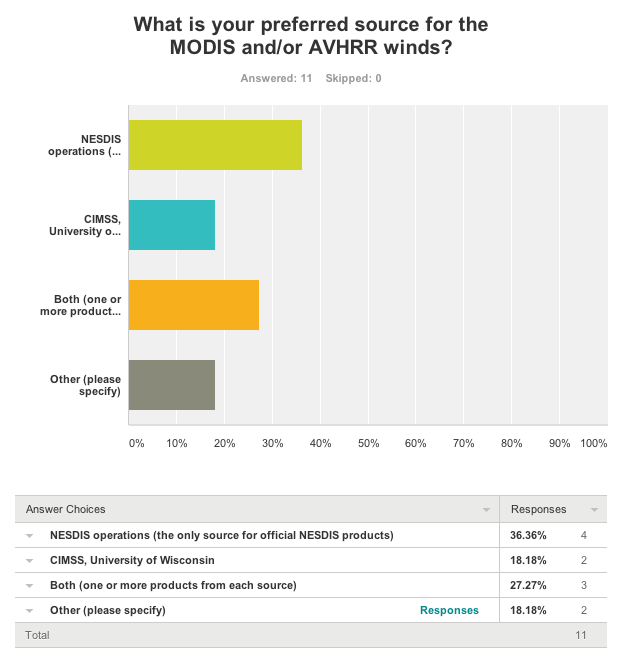 What is your preferred source for the
MODIS and/or AVHRR winds?
Answered: 11 Skipped: 0
NESDIS
operations (...
CIMSS,
University o...
Both (one or
more product...
Other (please
specify)
0% 10% 20% 30% 40% 50% 60% 70% 80% 90% 100%
Answer Choices Responses
NESDIS operations (the only source for official NESDIS products) 36.36% 4
CIMSS, University of Wisconsin 18.18% 2
Both (one or more products from each source) 27.27% 3
Other (please specify) Responses 18.18% 2
Total 11